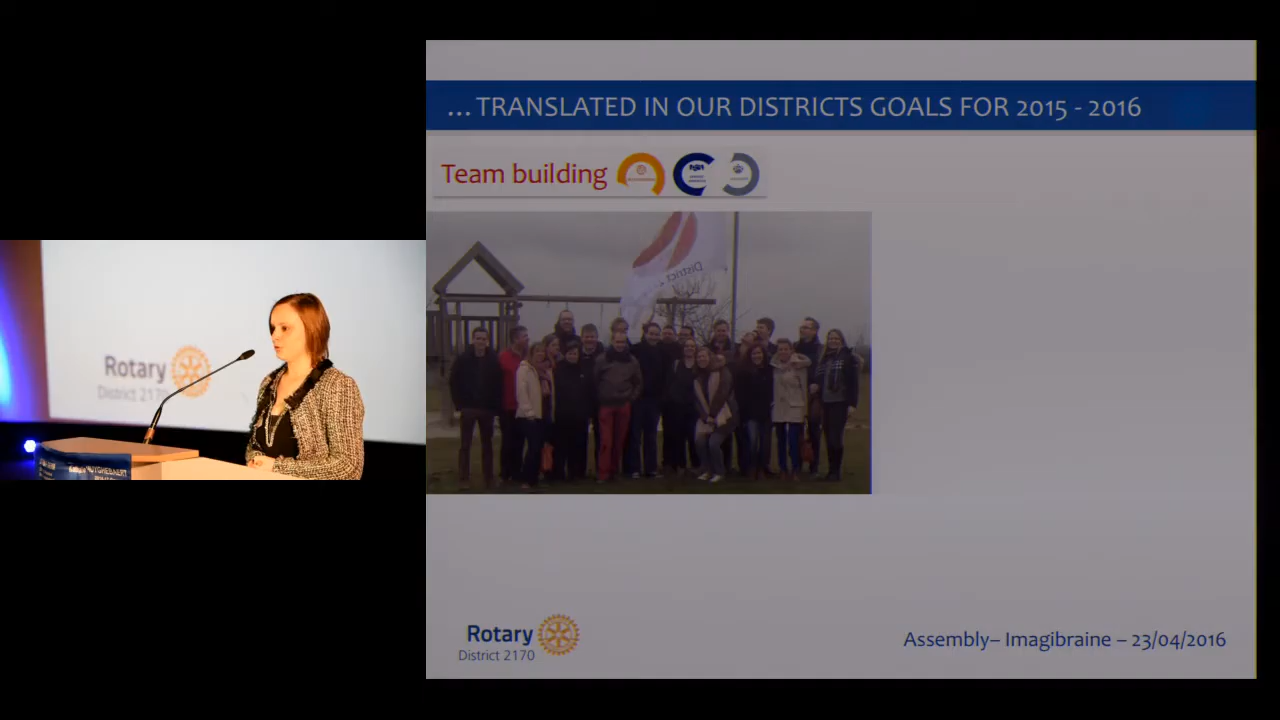 …TRANSLATED IN OUR DISTRICTS GOALS FOR 2015 - 2016
Team building
District
Rotary
District 2170
Rotary
District 2170
Assembly– Imagibraine – 23/04/2016